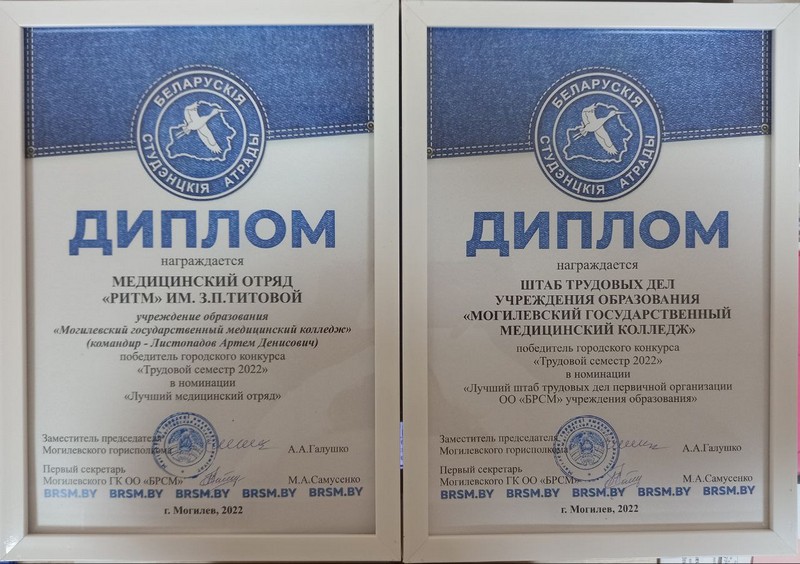 БЕЛАРУСКІЯ
СТУДЭНЦКІЯ АТРАДЫ
ДИПЛОМ
награждается
МЕДИЦИНСКИЙ ОТРЯД
«РИТМ» ИМ. З.П.ТИТОВОЙ
учреждение образования
«Могилевский государственный медицинский колледж»
(командир - Листопадов Артем Денисович)
победитель городского конкурса
«Трудовой семестр 2022»
в номинации
«Лучший медицинский отряд»
Заместитель председателя
Могилевского горисполкома А.А.Галушко
Первый секретарь
Могилевского ГК ОО «БРСМ» М.А.Самусенко
BRSM.BY BRSM.BY BRSM.BY BRSM.BY BRSM.BY
г. Могилев, 2022
БЕЛАРУСКІЯ
СТУДЭНЦКІЯ АТРАДЫ
ДИПЛОМ
награждается
ШТАБ ТРУДОВЫХ ДЕЛ
УЧРЕЖДЕНИЯ ОБРАЗОВАНИЯ
«МОГИЛЕВСКИЙ ГОСУДАРСТВЕННЫЙ
МЕДИЦИНСКИЙ КОЛЛЕДЖ»
победитель городского конкурса
«Трудовой семестр 2022»
в номинации
«Лучший штаб трудовых дел первичной организации
ОО «БРСМ» учреждения образования»
Заместитель председателя
Могилевского горисполкома А.А.Галушко
Первый секретарь
Могилевского ГК ОО «БРСМ» М.А.Самусенко
BRSM.BY BRSM.BY BRSM.BY BRSM.BY BRSM.BY
г. Могилев, 2022